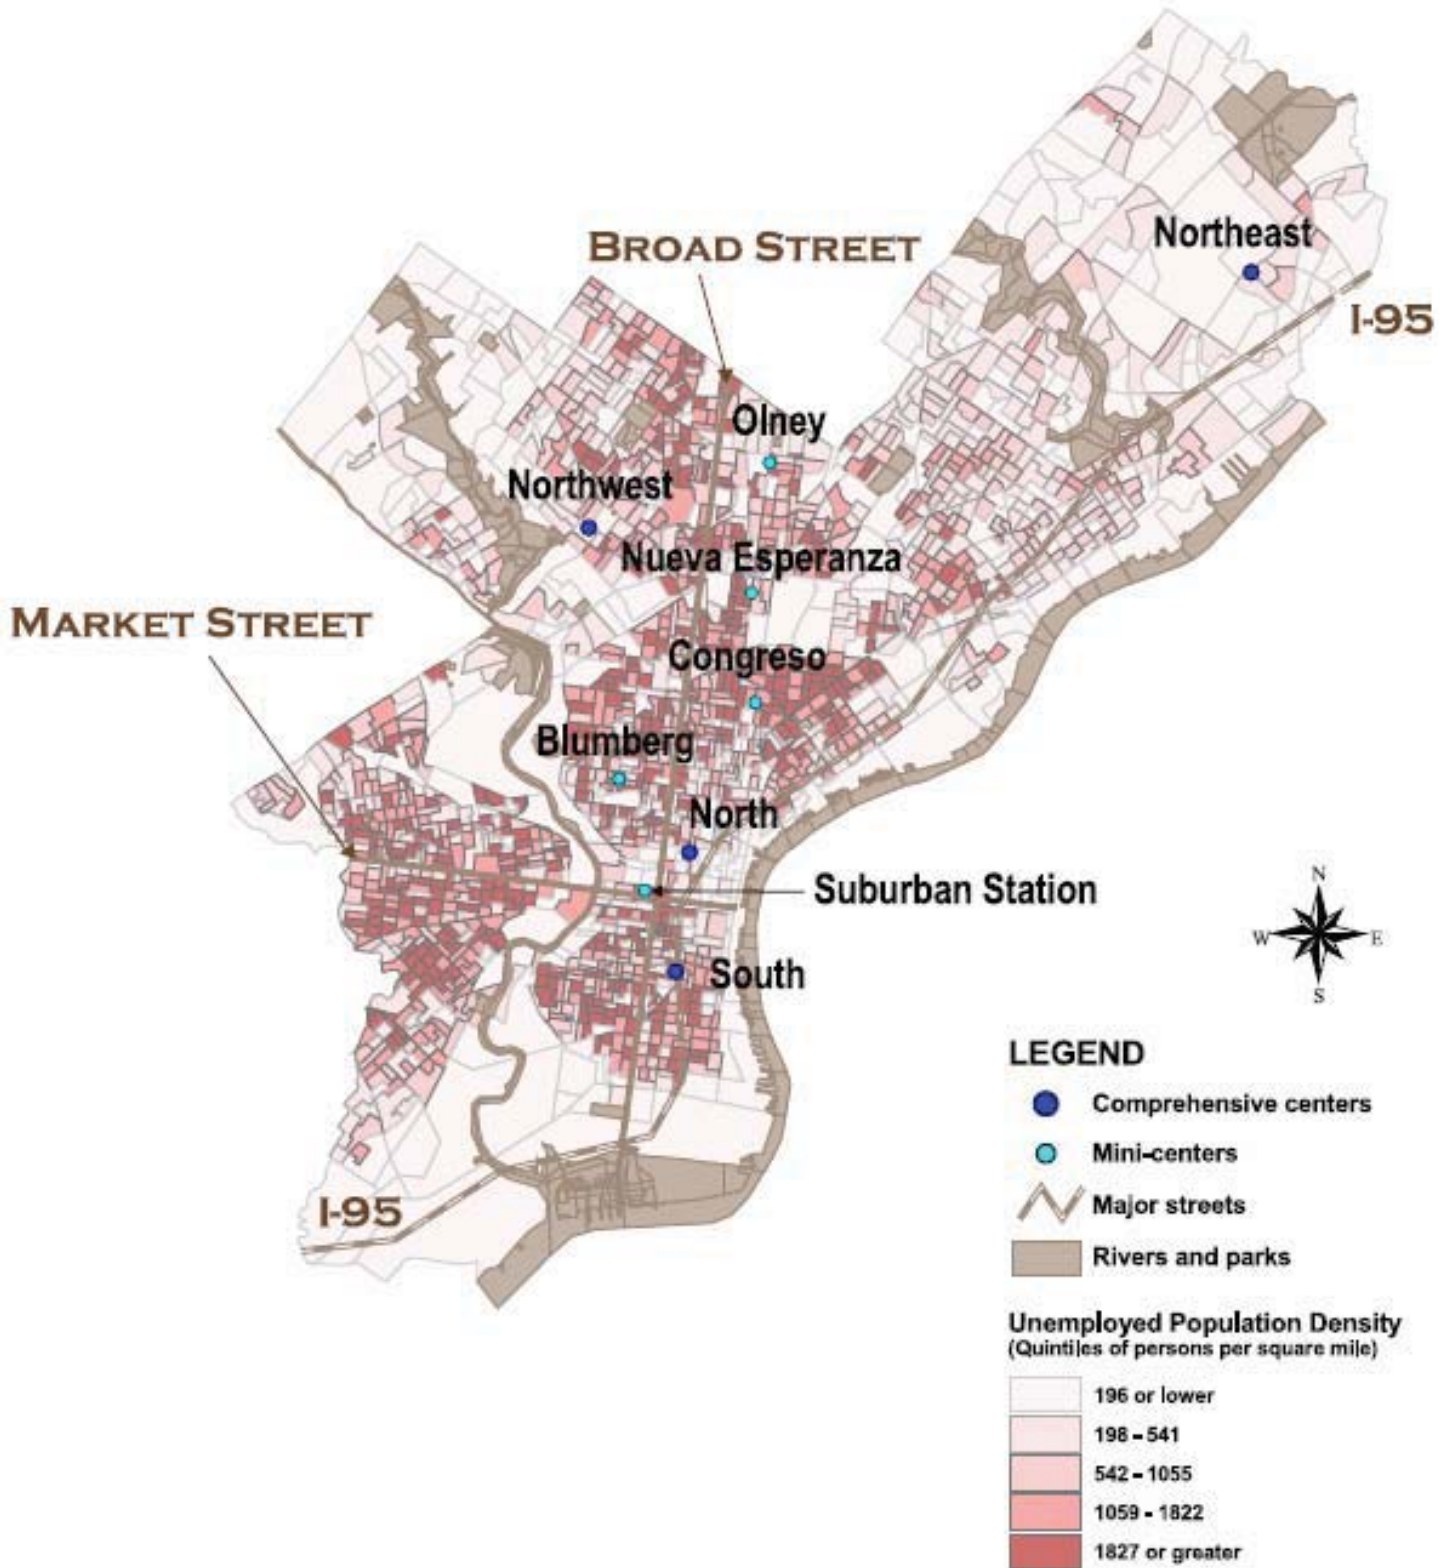 Northeast
BROAD STREET
I-95
Olney
Northwest
Nueva Esperanza
MARKET STREET
Congreso
Blumberg
North
Suburban Station
South
I-95
N
W E
S
LEGEND
Comprehensive centers
Mini-centers
Major streets
Rivers and parks
Unemployed Population Density
(Quintiles of persons per square mile)
196 or lower
198 - 541
542 - 1055
1059 - 1822
1827 or greater